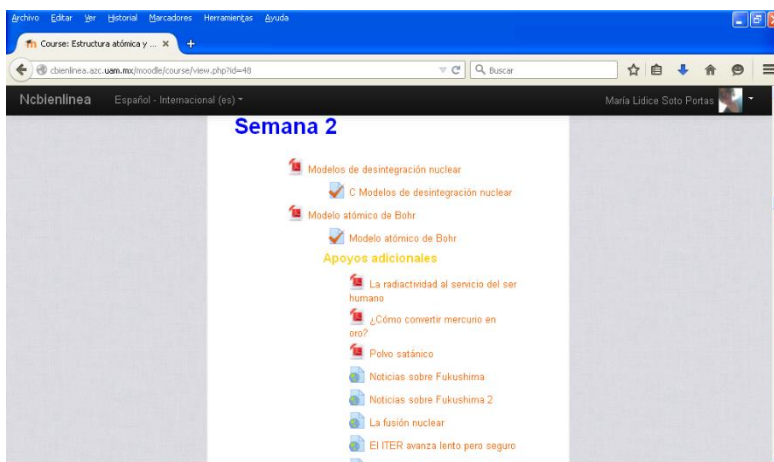 Archivo Editar Ver Historial Marcadores Herramientas Ayuda
Course: Estructura atómica y ...
cbienlinea.azc.uam.mx/moodle/course/view.php?id=48
Buscar
Ncbienlinea Español - Internacional (es) María Lidice Soto Portas
Semana 2
Modelos de desintegración nuclear
C Modelos de desintegración nuclear
Modelo atómico de Bohr
Modelo atómico de Bohr
Apoyos adicionales
La radiactividad al servicio del ser
humano
¿Cómo convertir mercurio en
oro?
Polvo satánico
Noticias sobre Fukushima
Noticias sobre Fukushima 2
La fusión nuclear
El ITER avanza lento pero seguro